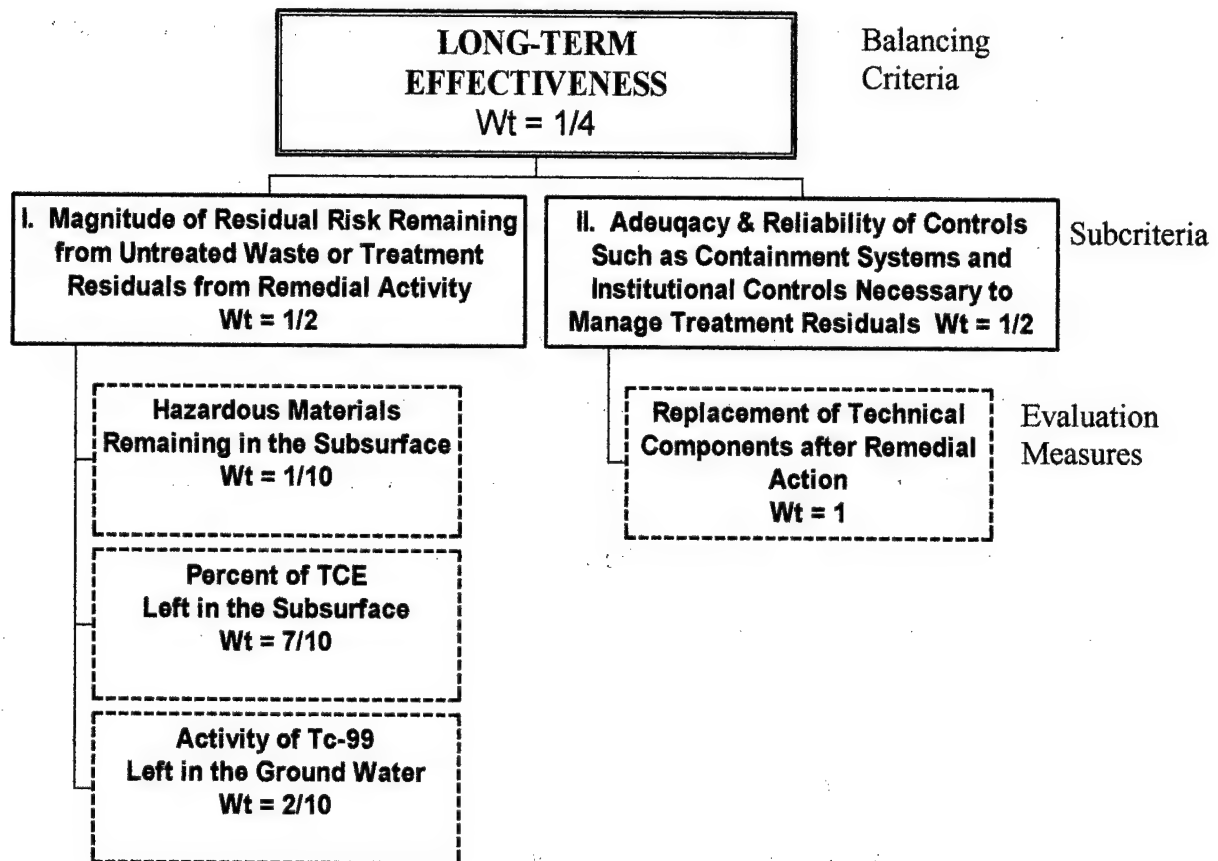 LONG-TERM
EFFECTIVENESS
Wt = 1/4
Balancing
Criteria
I. Magnitude of Residual Risk Remaining
from Untreated Waste or Treatment
Residuals from Remedial Activity
Wt = 1/2
II. Adeuqacy & Reliability of Controls
Such as Containment Systems and
Institutional Controls Necessary to
Manage Treatment Residuals Wt = 1/2
Subcriteria
Hazardous Materials
Remaining in the Subsurface
Wt = 1/10
Replacement of Technical
Components after Remedial
Action
Wt = 1
Evaluation
Measures
Percent of TCE
Left in the Subsurface
Wt = 7/10
Activity of Tc-99
Left in the Ground Water
Wt = 2/10